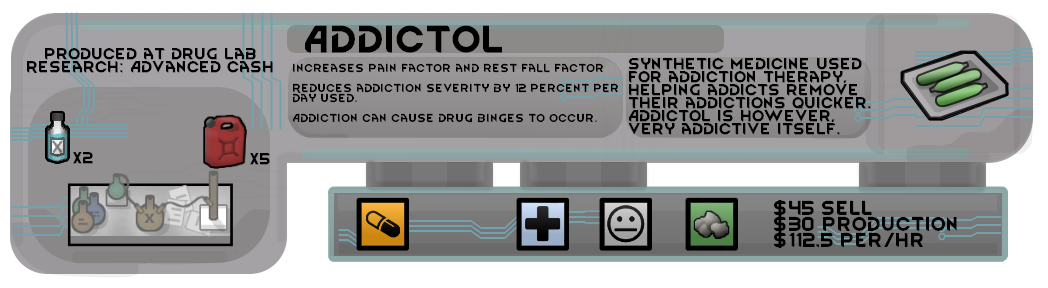 PRODUCED AT DRUG LAB
RESEARCH: ADVANCED CASH
X2
X5
X
ADDICTOL
INCREASES PAIN FACTOR AND REST FALL FACTOR
REDUCES ADDICTION SEVERITY BY 12 PERCENT PER
DAY USED.
ADDICTION CAN CAUSE DRUG BINGES TO OCCUR.
SYNTHETIC MEDICINE USED
FOR ADDICTION THERAPY,
HELPING ADDICTS REMOVE
THEIR ADDICTIONS QUICKER.
ADDICTOL IS HOWEVER,
VERY ADDICTIVE ITSELF.
$45 SELL
$30 PRODUCTION
$112.5 PER/HR